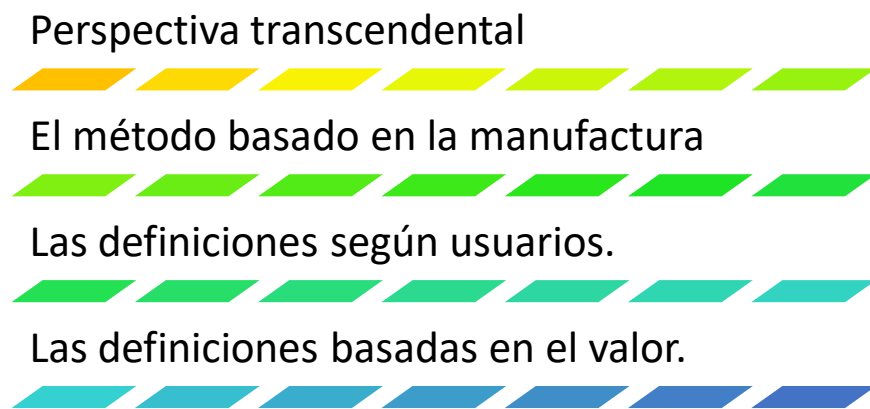 Perspectiva transcendental
El método basado en la manufactura
Las definiciones según usuarios.
Las definiciones basadas en el valor.